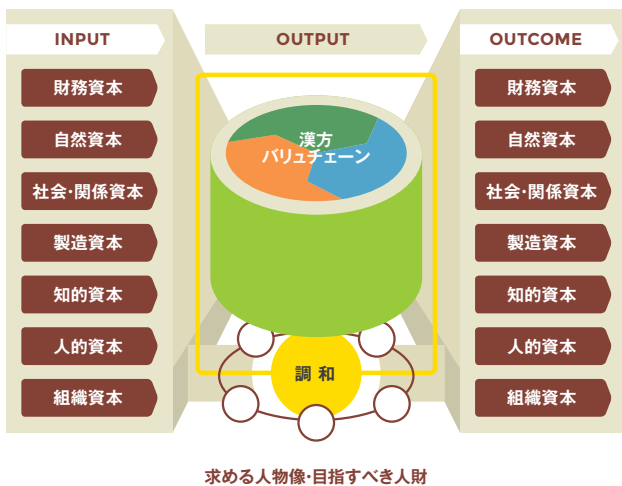 INPUT
財務資本
自然資本
社会・関係資本
製造資本
知的資本
人的資本
組織資本
OUTPUT
漢方
バリュチェーン
調和
OUTCOME
財務資本
自然資本
社会・関係資本
製造資本
知的資本
人的資本
組織資本
求める人物像・目指すべき人財